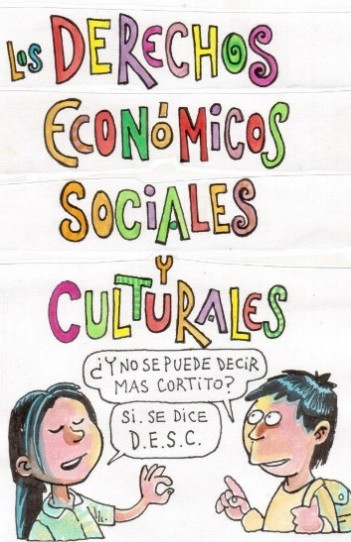 LOS DERECHOS
ECONÓMICOS
SOCIALES
Y
CULTURALES
¿Y NO SE PUEDE DECIR
MAS CORTITO?
SI. SE DICE
D.E.S.C.